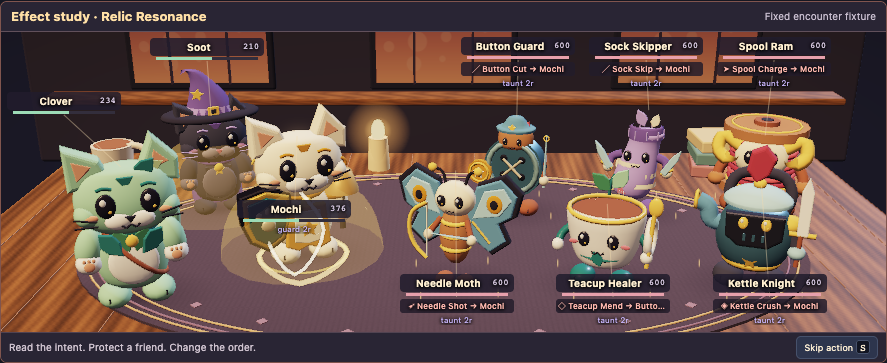 Effect study · Relic Resonance
Fixed encounter fixture
Soot 210
Button Guard 600
⟋ Button Cut → Mochi
taunt 2r
Sock Skipper 600
⟋ Sock Skip → Mochi
taunt 2r
Spool Ram 600
➤ Spool Charge → Mochi
taunt 2r
Clover 234
Mochi 376
guard 2r
Needle Moth 600
➶ Needle Shot → Mochi
taunt 2r
Teacup Healer 600
◇ Teacup Mend → Butto…
taunt 2r
Kettle Knight 600
◈ Kettle Crush → Mochi
taunt 2r
Read the intent. Protect a friend. Change the order.
Skip action S